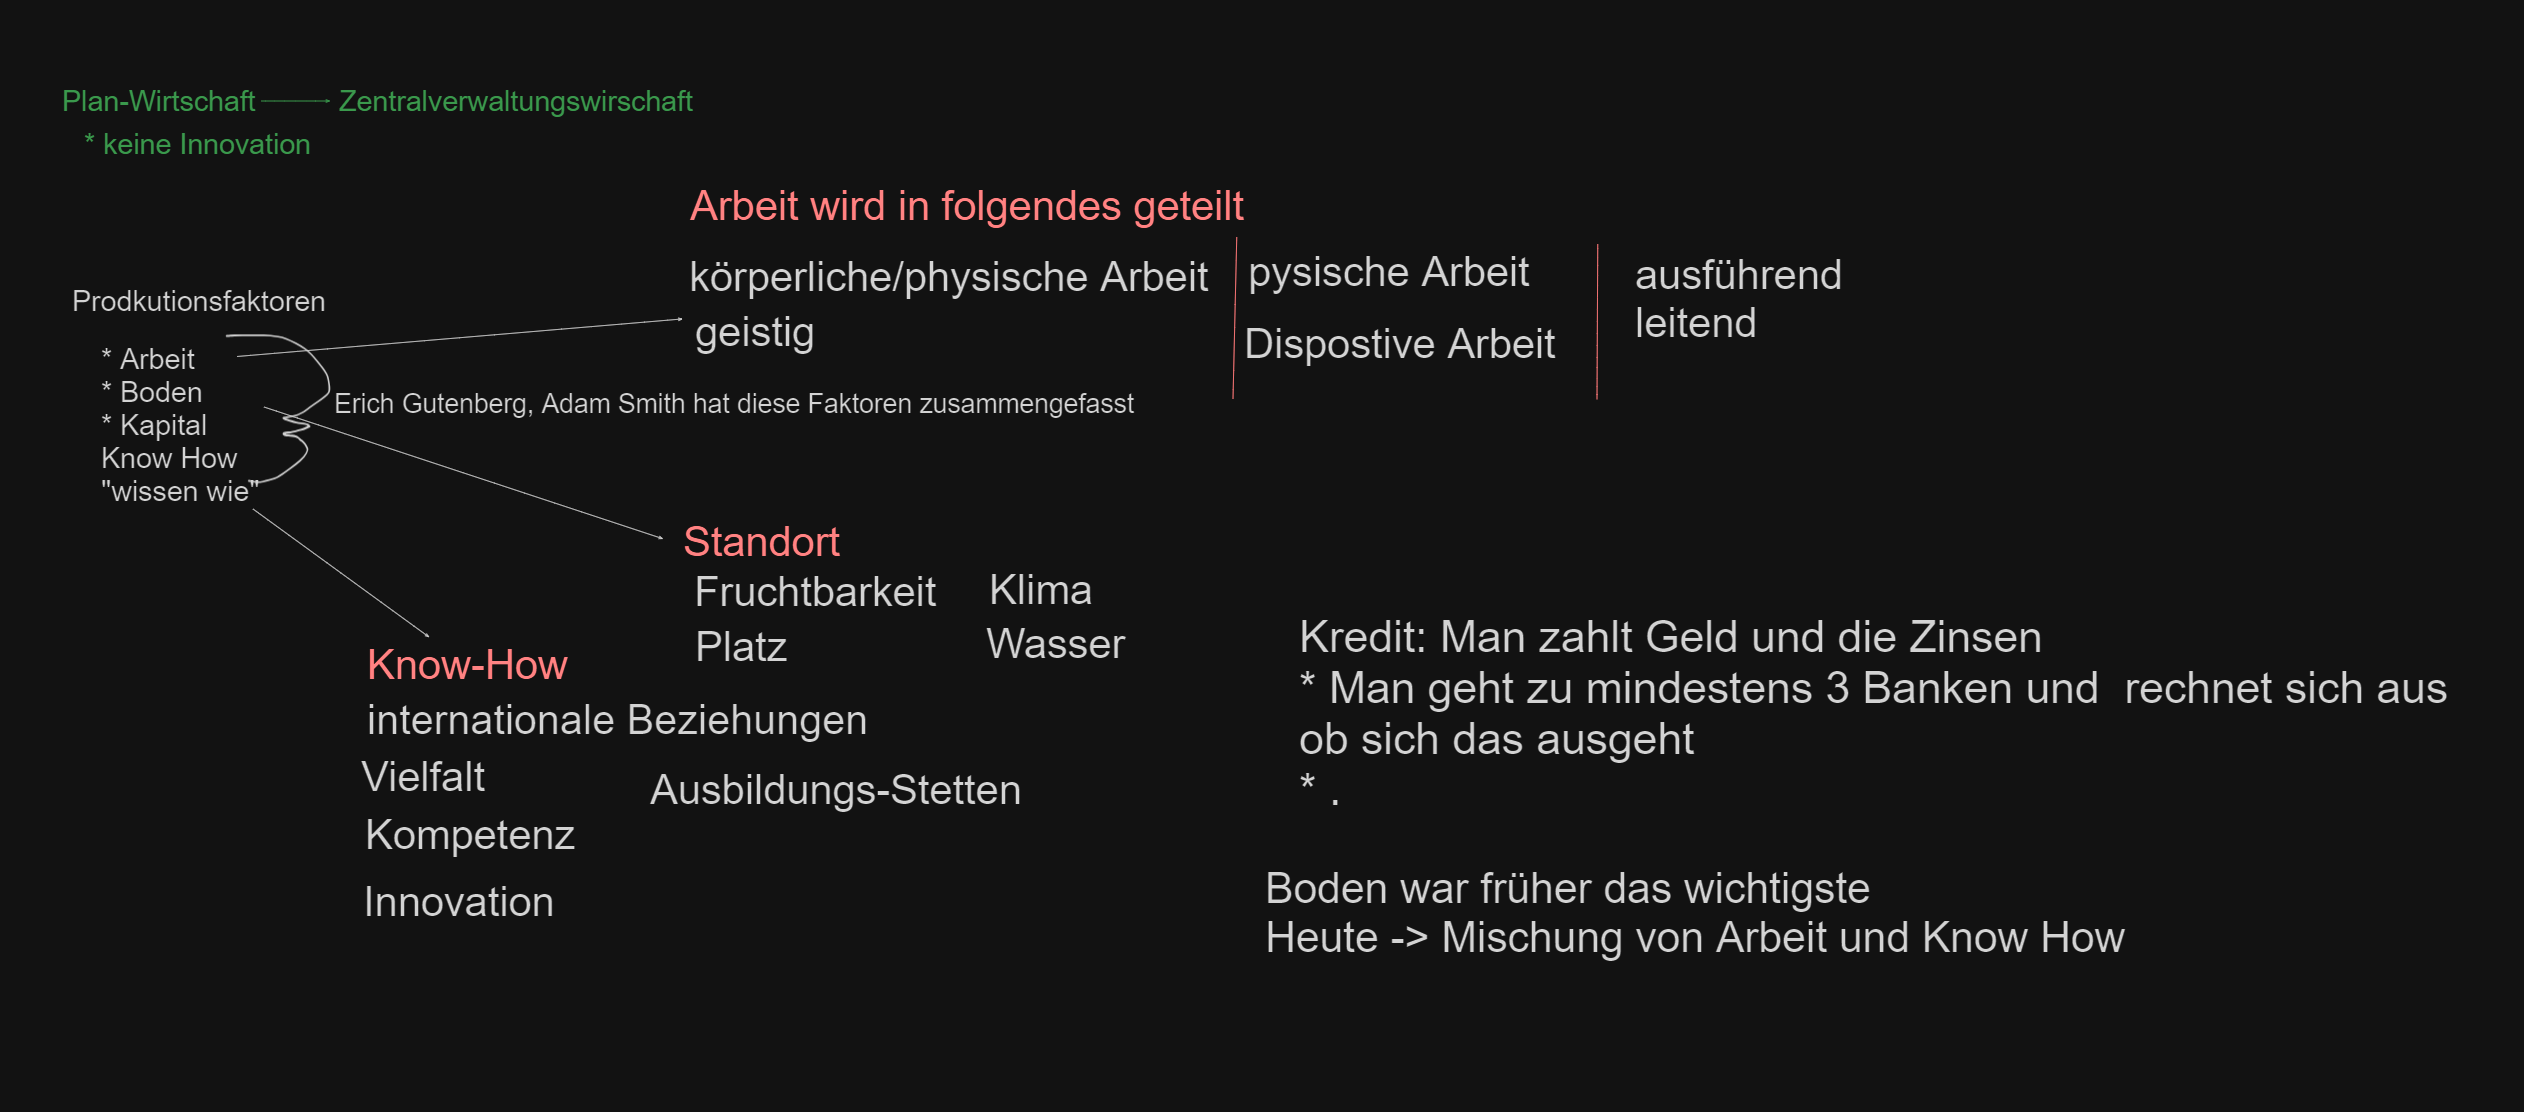 Plan-Wirtschaft
Zentralverwaltungswirschaft
* keine Innovation
Arbeit wird in folgendes geteilt
körperliche/physische Arbeit
geistig
pysische Arbeit
Dispostive Arbeit
ausführend
leitend
Prodkutionsfaktoren
* Arbeit
* Boden
* Kapital
Know How
"wissen wie"
Erich Gutenberg, Adam Smith hat diese Faktoren zusammengefasst
Standort
Fruchtbarkeit
Klima
Platz
Wasser
Know-How
internationale Beziehungen
Vielfalt
Ausbildungs-Stetten
Kompetenz
Innovation
Kredit: Man zahlt Geld und die Zinsen
* Man geht zu mindestens 3 Banken und  rechnet sich aus
ob sich das ausgeht
* .
Boden war früher das wichtigste
Heute -> Mischung von Arbeit und Know How